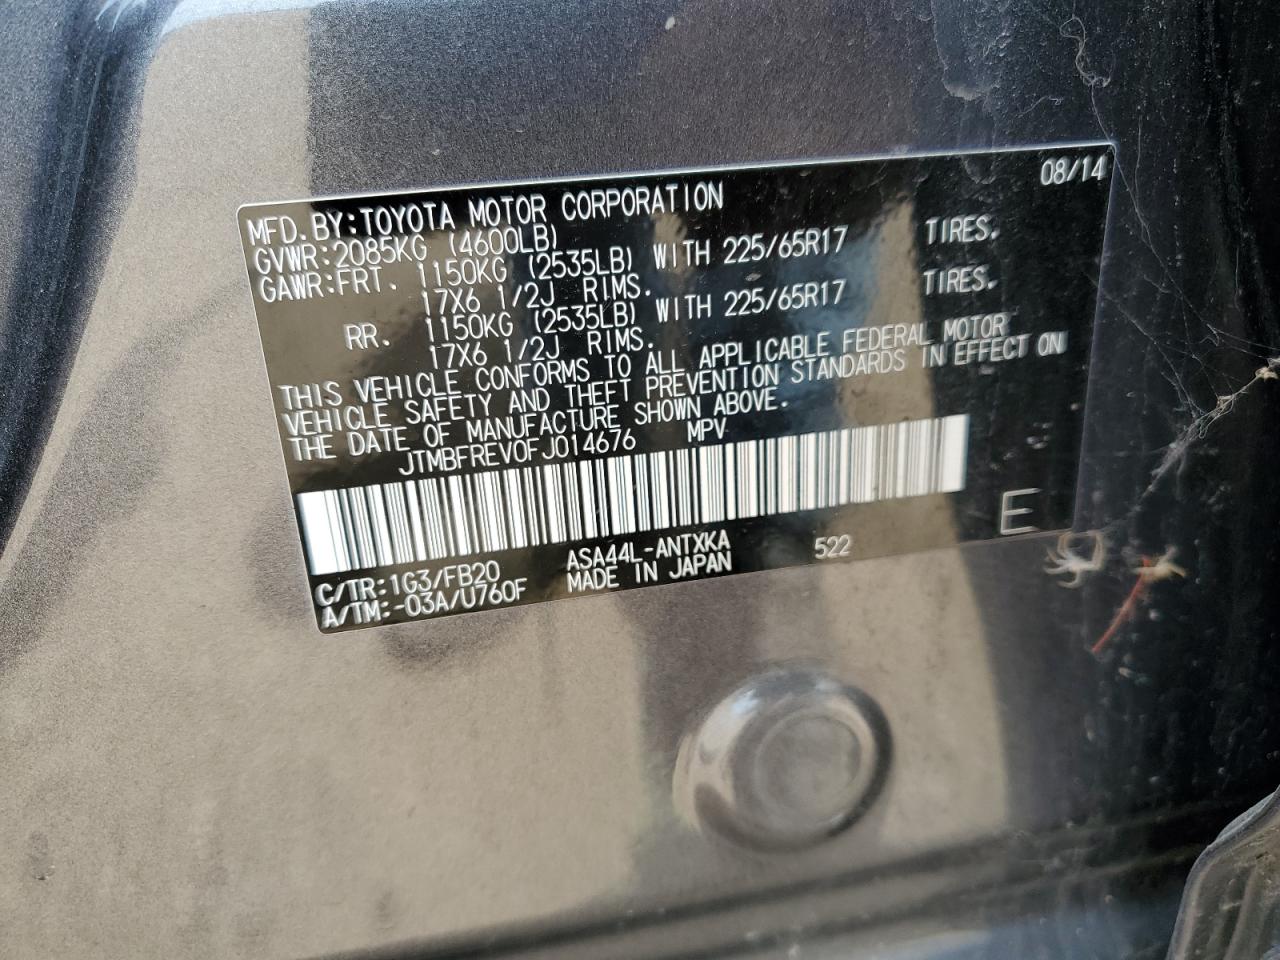 08/14
MFD. BY:TOYOTA MOTOR CORPORATION
GVWR:2085KG (4600LB)
GAWR:FRT. 1150KG (2535LB) WITH 225/65R17 TIRES.
17X6 1/2J RIMS.
RR. 1150KG (2535LB) WITH 225/65R17 TIRES.
17X6 1/2J RIMS.
THIS VEHICLE CONFORMS TO ALL APPLICABLE FEDERAL MOTOR
VEHICLE SAFETY AND THEFT PREVENTION STANDARDS IN EFFECT ON
THE DATE OF MANUFACTURE SHOWN ABOVE.
JTMBFREV0FJ014676 MPV
E
C/TR:1G3/FB20 ASA44L-ANTXKA 522
A/TM:-03A/U760F MADE IN JAPAN